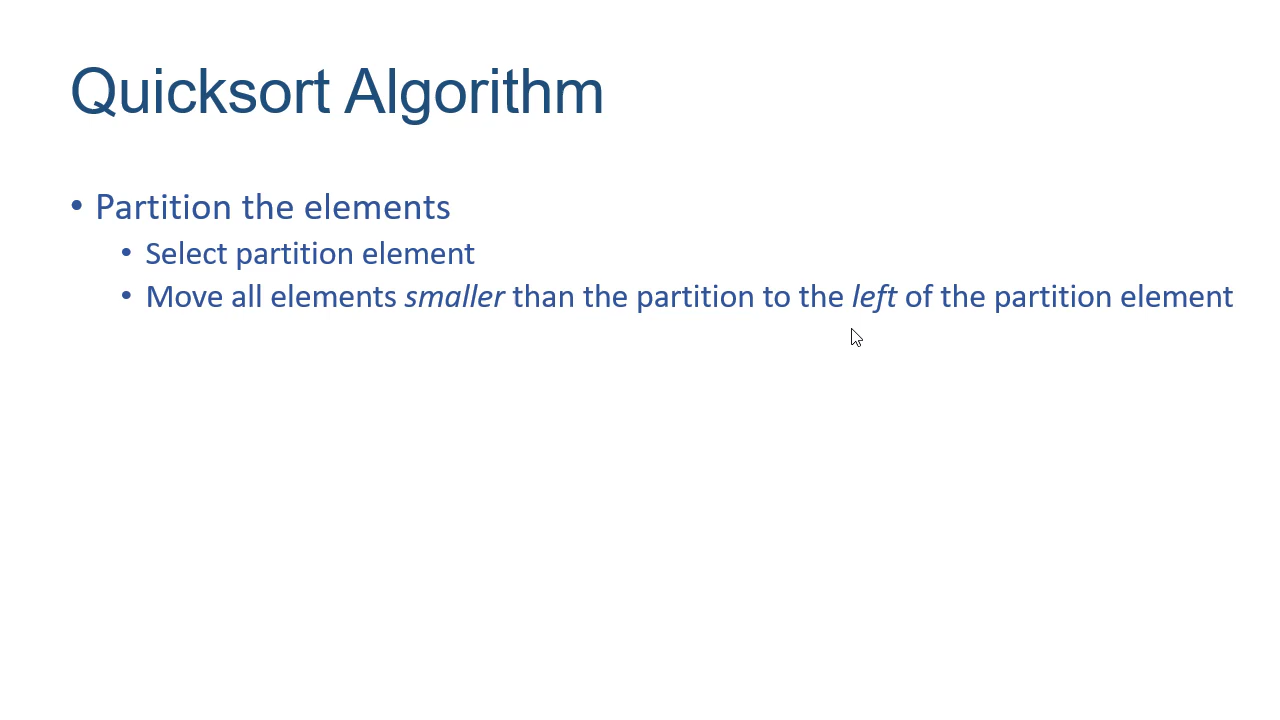 Quicksort Algorithm
• Partition the elements
• Select partition element
• Move all elements smaller than the partition to the left of the partition element